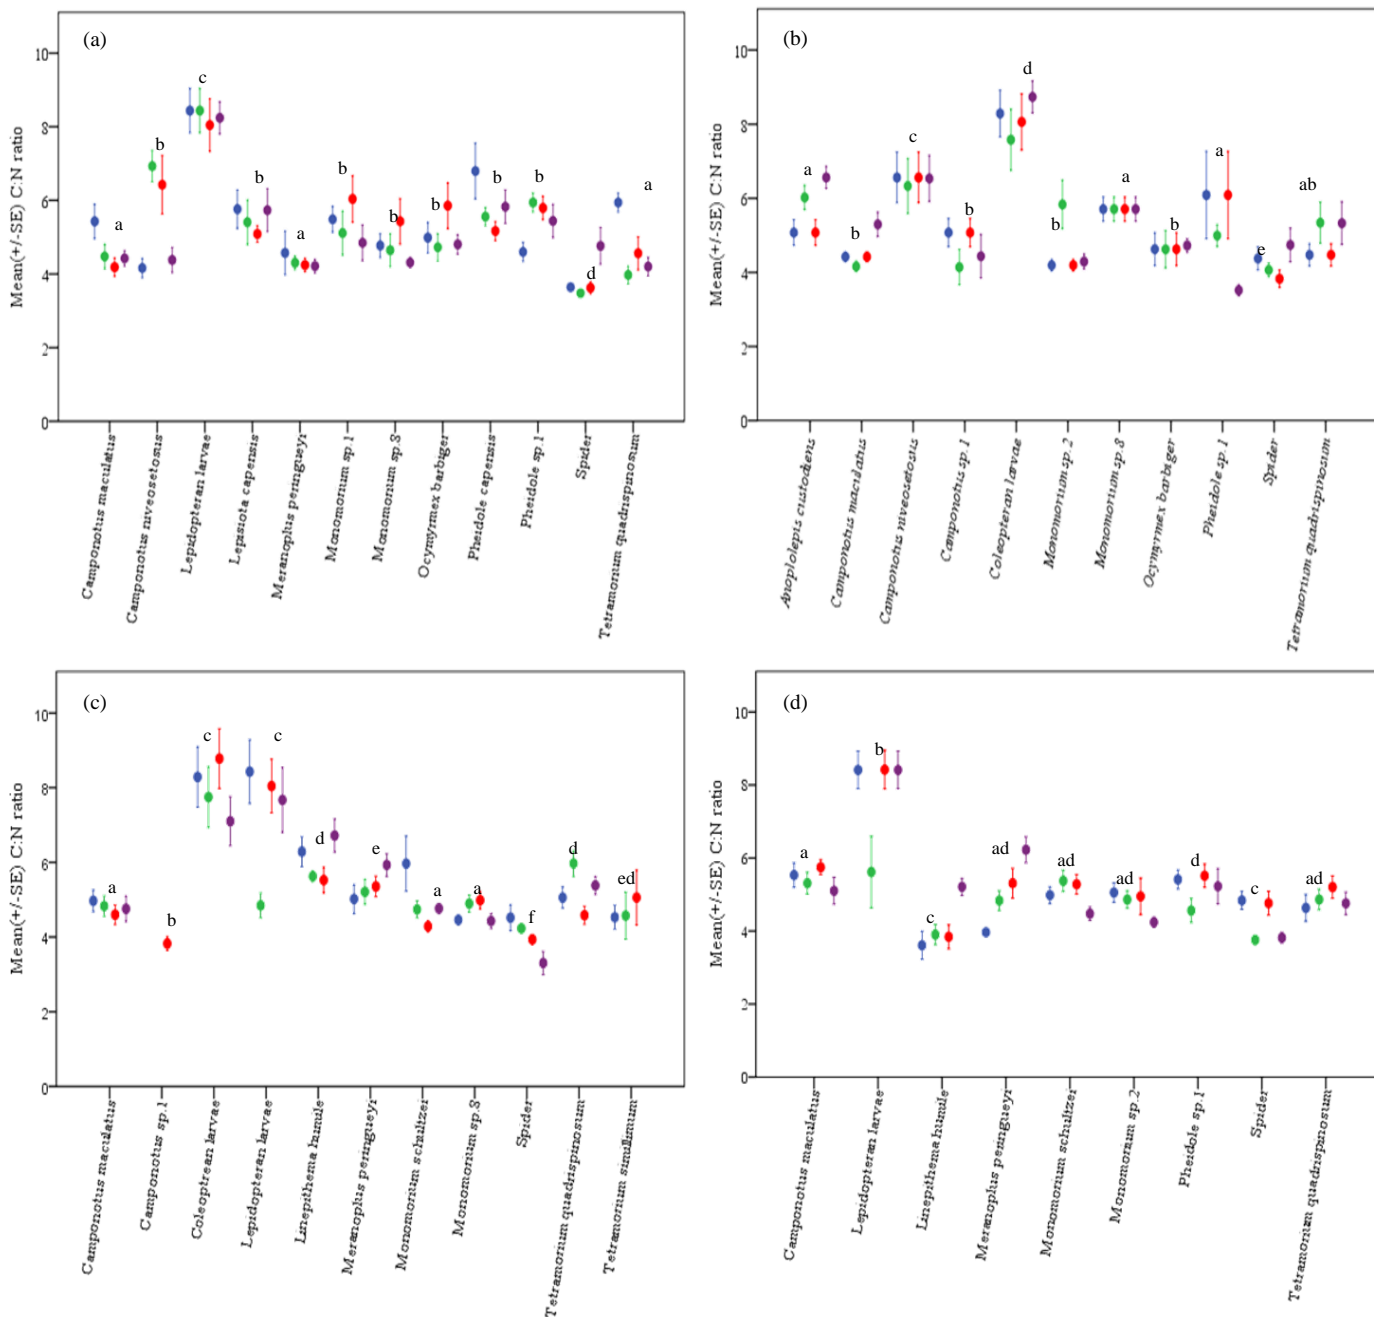 (a)
Mean(+/-SE) C:N ratio
10
8
6
4
2
0
a
b
c
b
a
b
b
b
b
b
d
a
Camponotus maculatus
Camponotus niveosetosus
Lepidopteran larvae
Lepisiota capensis
Meranoplus peringueyi
Monomorium sp.1
Monomorium sp.8
Ocymyrmex barbiger
Pheidole capensis
Pheidole sp.1
Spider
Tetramorium quadrispinosum
(b)
Mean(+/-SE) C:N ratio
10
8
6
4
2
0
a
b
c
b
d
b
a
b
a
e
ab
Anoplolepis custodiens
Camponotus maculatus
Camponotus niveosetosus
Camponotus sp.1
Coleopteran larvae
Monomorium sp.2
Monomorium sp.8
Ocymyrmex barbiger
Pheidole sp.1
Spider
Tetramorium quadrispinosum
(c)
Mean(+/-SE) C:N ratio
10
8
6
4
2
0
a
b
c
c
d
e
a
a
f
d
ed
Camponotus maculatus
Camponotus sp.1
Coleoptrean larvae
Lepidopteran larvae
Linepithema humile
Meranoplus peringueyi
Monomorium schultzei
Monomorium sp.8
Spider
Tetramorium quadrispinosum
Tetramorium simillimum
(d)
Mean(+/-SE) C:N ratio
10
8
6
4
2
0
a
b
c
ad
ad
ad
d
c
ad
Camponotus maculatus
Lepidopteran larvae
Linepithema humile
Meranoplus peringueyi
Monomorium schultzei
Monomorium sp.2
Pheidole sp.1
Spider
Tetramorium quadrispinosum